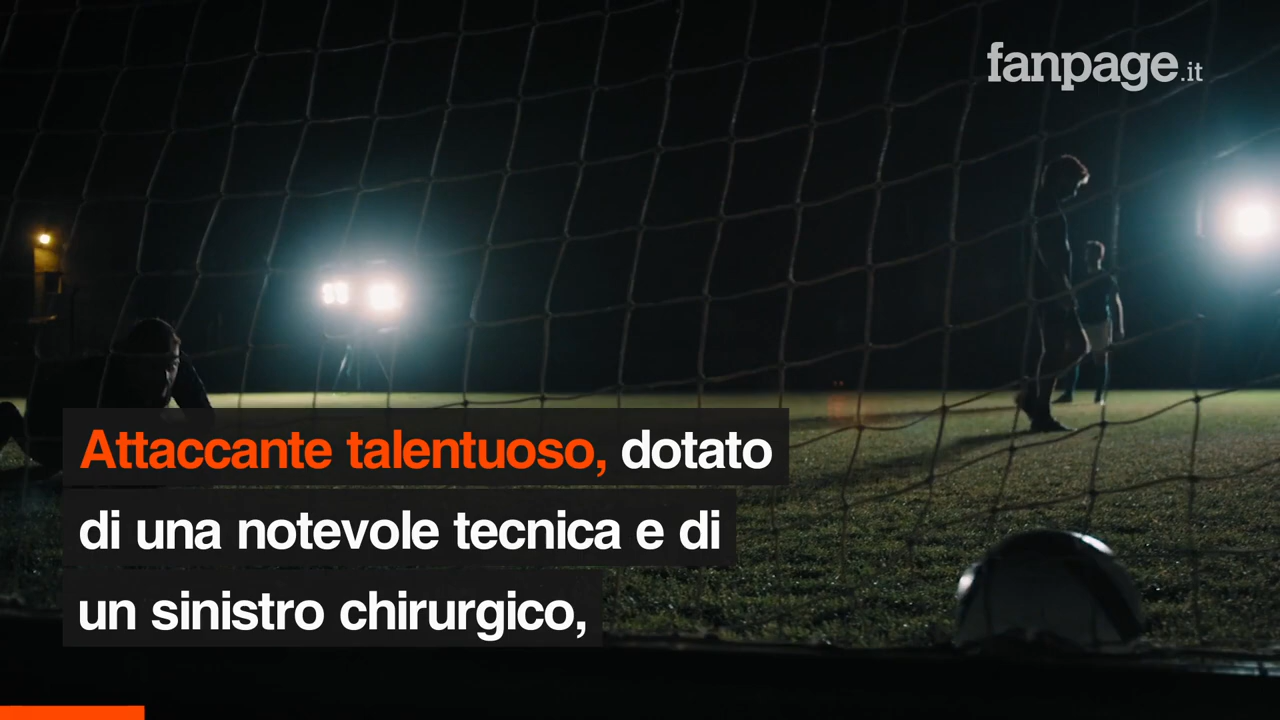 fanpage.it
Attaccante talentuoso, dotato
di una notevole tecnica e di
un sinistro chirurgico,